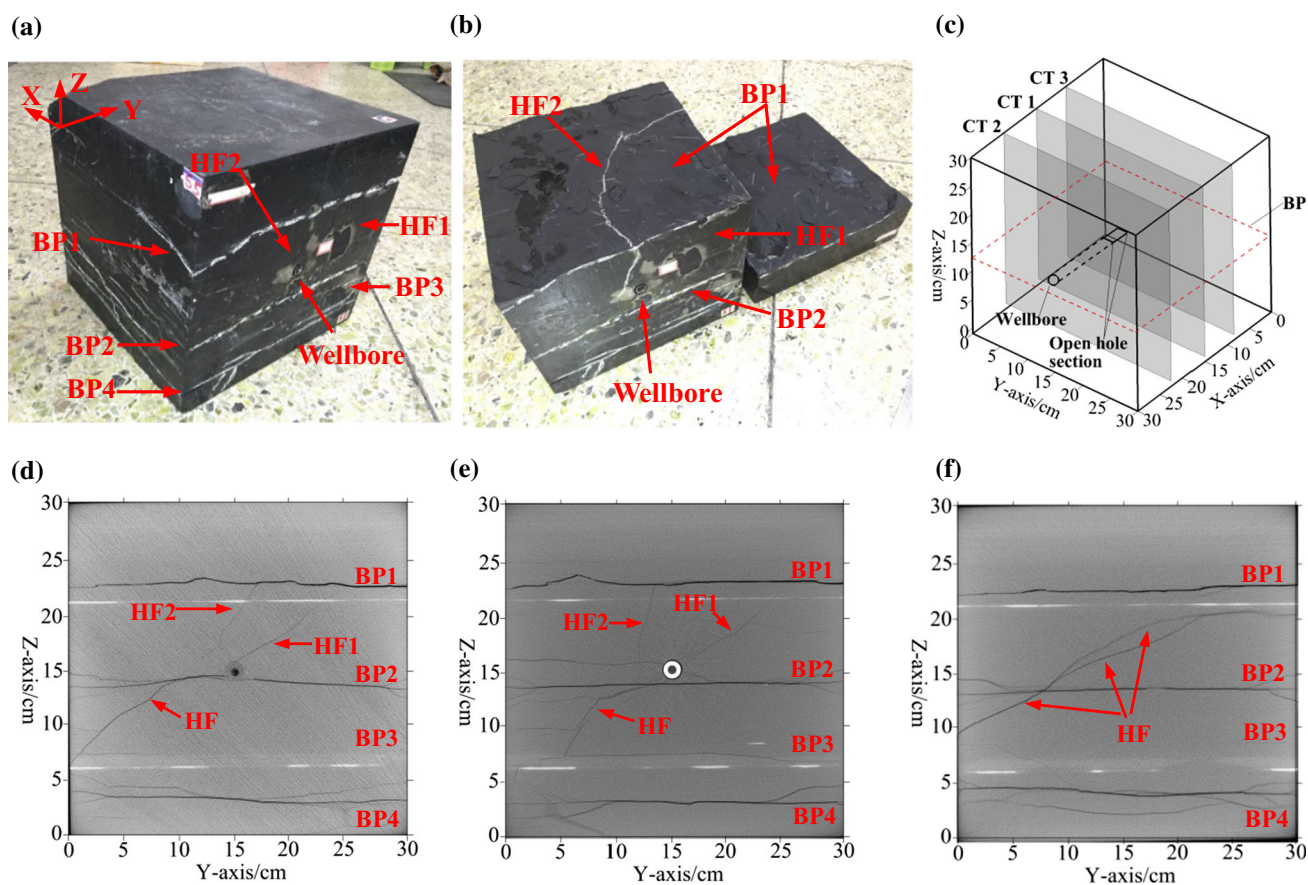 (a)
Z
X
Y
HF2
HF1
BP1
BP3
BP2
Wellbore
BP4
(b)
HF2
BP1
HF1
BP2
Wellbore
(c)
CT 3
CT 1
CT 2
30
25
20
15
10
5
0
Z-axis/cm
BP
Wellbore
Open hole
section
0
5
10
15
20
25
30
Y-axis/cm
30
25
20
15
10
5
0
X-axis/cm
(d)
30
25
20
15
10
5
0
Z-axis/cm
BP1
HF2
HF1
BP2
HF
BP3
BP4
0 5 10 15 20 25 30
Y-axis/cm
(e)
30
25
20
15
10
5
0
Z-axis/cm
BP1
HF1
HF2
BP2
HF
BP3
BP4
0 5 10 15 20 25 30
Y-axis/cm
(f)
30
25
20
15
10
5
0
Z-axis/cm
BP1
BP2
HF
BP3
BP4
0 5 10 15 20 25 30
Y-axis/cm